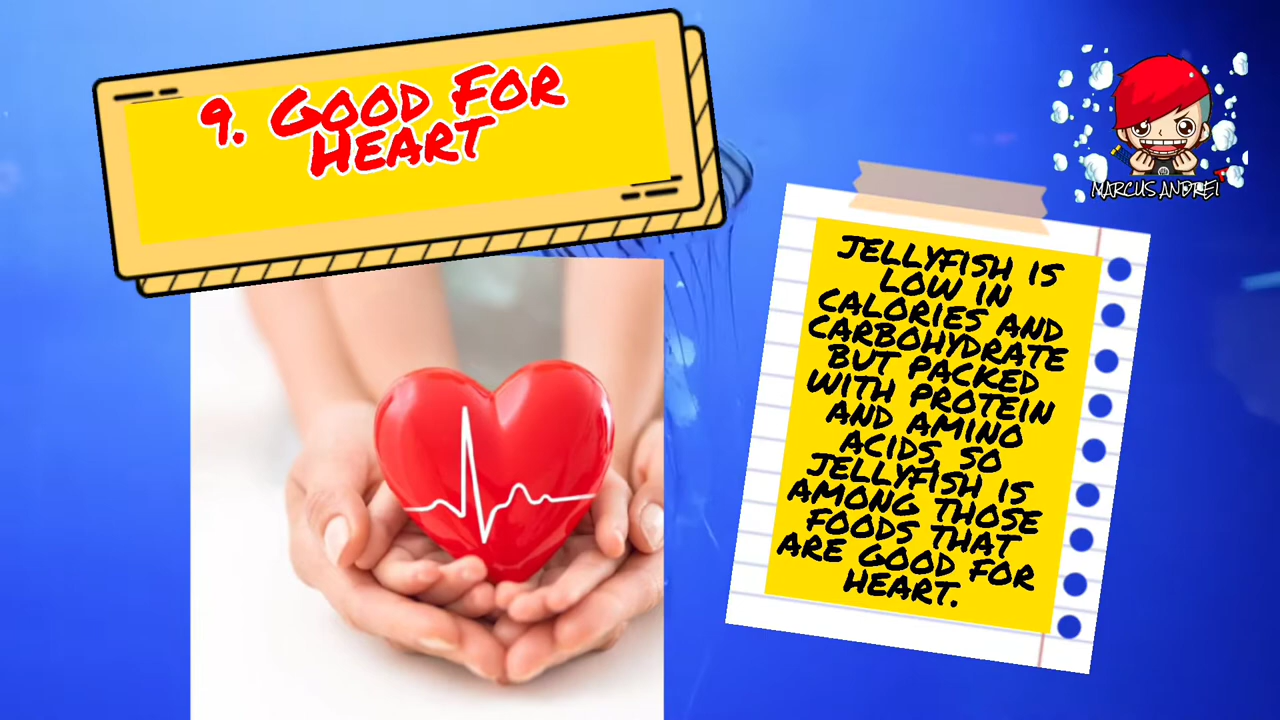 9. GOOD FOR
HEART
MARCUS ANDREI
JELLYFISH IS
LOW IN
CALORIES AND
CARBOHYDRATE
BUT PACKED
WITH PROTEIN
AND AMINO
ACIDS, SO
JELLYFISH IS
AMONG THOSE
FOODS THAT
ARE GOOD FOR
HEART.